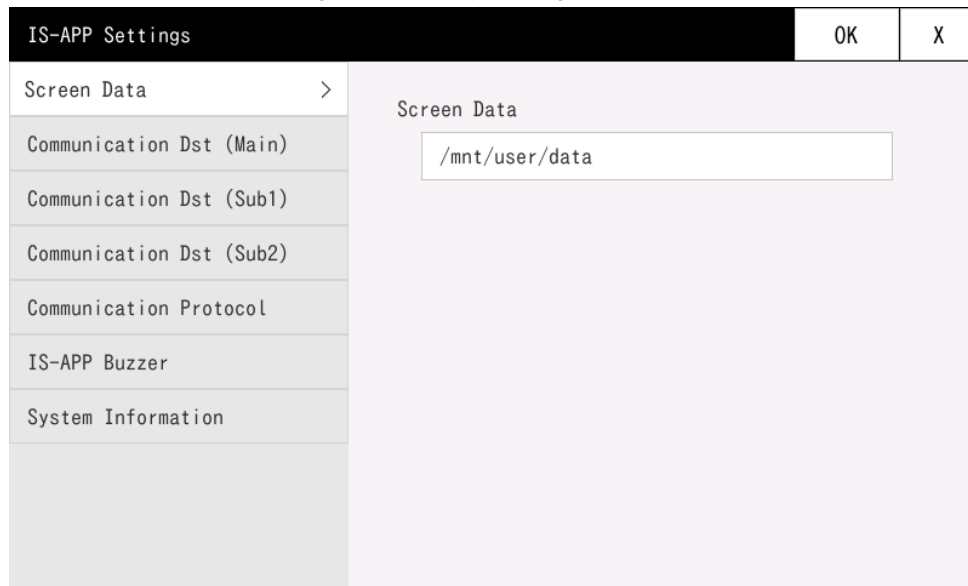 IS-APP Settings
OK
X
Screen Data >
Communication Dst (Main)
Communication Dst (Sub1)
Communication Dst (Sub2)
Communication Protocol
IS-APP Buzzer
System Information
Screen Data
/mnt/user/data